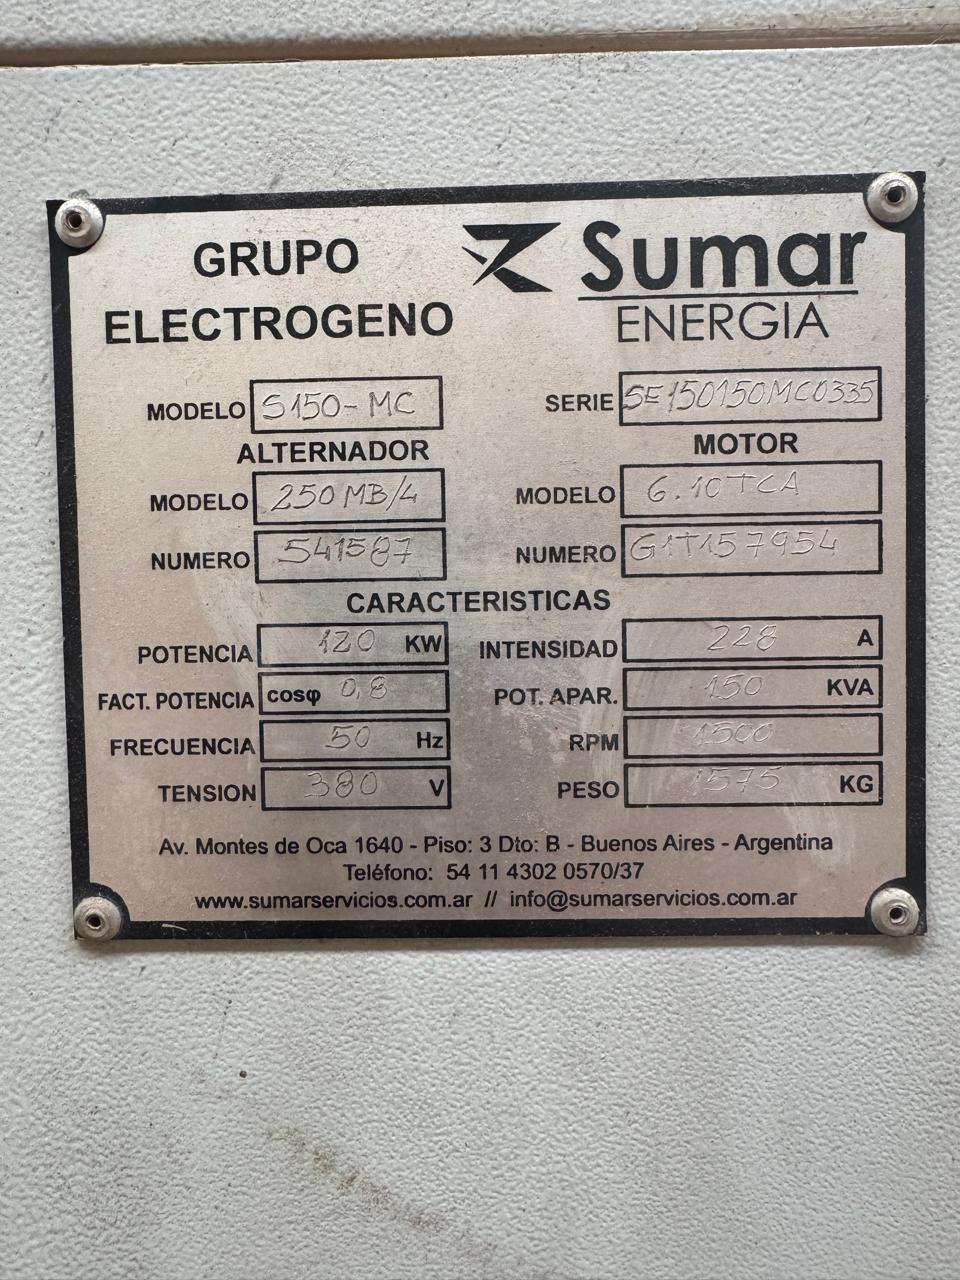 GRUPO
ELECTROGENO
Sumar
ENERGIA
MODELO S150-MC
SERIE SE150150MC0335
ALTERNADOR
MOTOR
MODELO 250MB/4
MODELO 6.10TCA
NUMERO 541587
NUMERO G1T157954
CARACTERISTICAS
POTENCIA 120 KW
INTENSIDAD 228 A
FACT. POTENCIA cosφ 0,8
POT. APAR. 150 KVA
FRECUENCIA 50 Hz
RPM 1500
TENSION 380 V
PESO 1575 KG
Av. Montes de Oca 1640 - Piso: 3 Dto: B - Buenos Aires - Argentina
Teléfono: 54 11 4302 0570/37
www.sumarservicios.com.ar // info@sumarservicios.com.ar